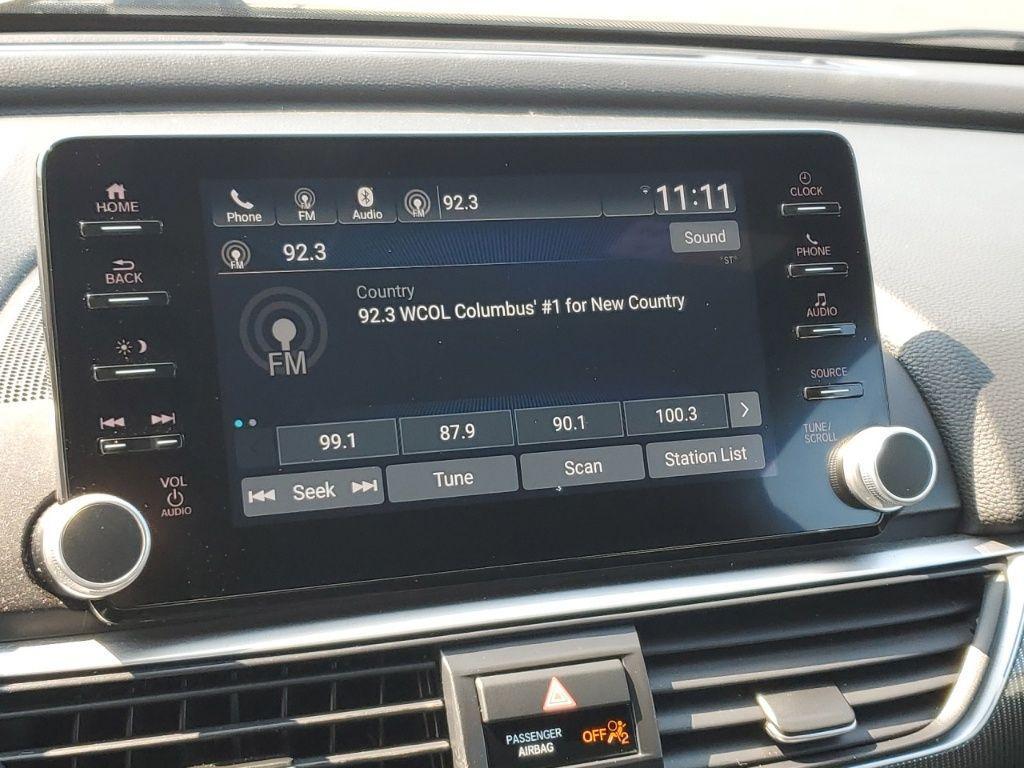 HOME
BACK
VOL
AUDIO
Phone
FM
Audio
FM
92.3
11:11
FM
92.3
Sound
ST
Country
92.3 WCOL Columbus' #1 for New Country
FM
99.1
87.9
90.1
100.3
Seek
Tune
Scan
Station List
CLOCK
PHONE
AUDIO
SOURCE
TUNE/
SCROLL
PASSENGER
AIRBAG
OFF
2